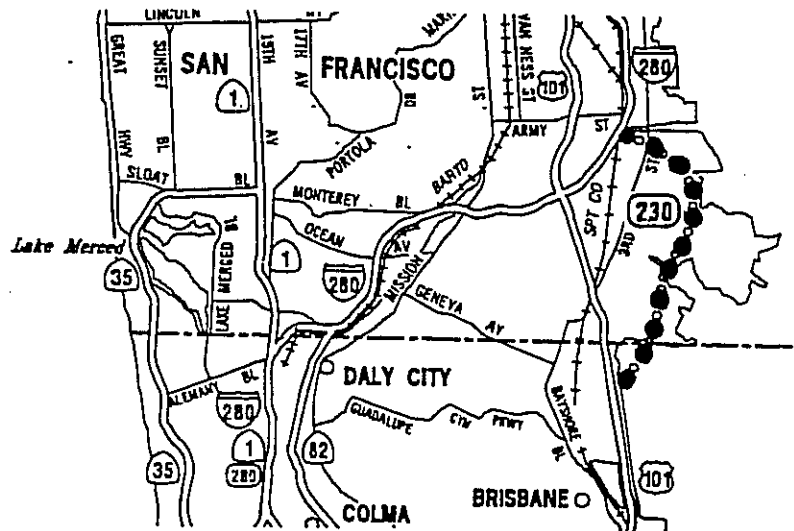 LINCOLN
GREAT
HWY
SUNSET
BL
SAN
1
19TH
AV
17TH AV
FRANCISCO
VAN NESS ST
101
280
ARMY
ST
PORTOLA
SLOAT
BL
MONTEREY
BL
BARTD
SPT CO
3RD
ST
230
OCEAN
AV
Lake Merced
35
LAKE
MERCED
BL
1
280
MISSION
GENEVA
AV
DALY CITY
ALEMANY
BL
280
1
280
82
35
GUADALUPE
CYN
PKWY
BAYSHORE
BL
101
BRISBANE
COLMA